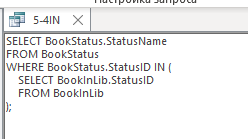 Настройка запроса
5-4IN
SELECT BookStatus.StatusName
FROM BookStatus
WHERE BookStatus.StatusID IN (
SELECT BookInLib.StatusID
FROM BookInLib
);